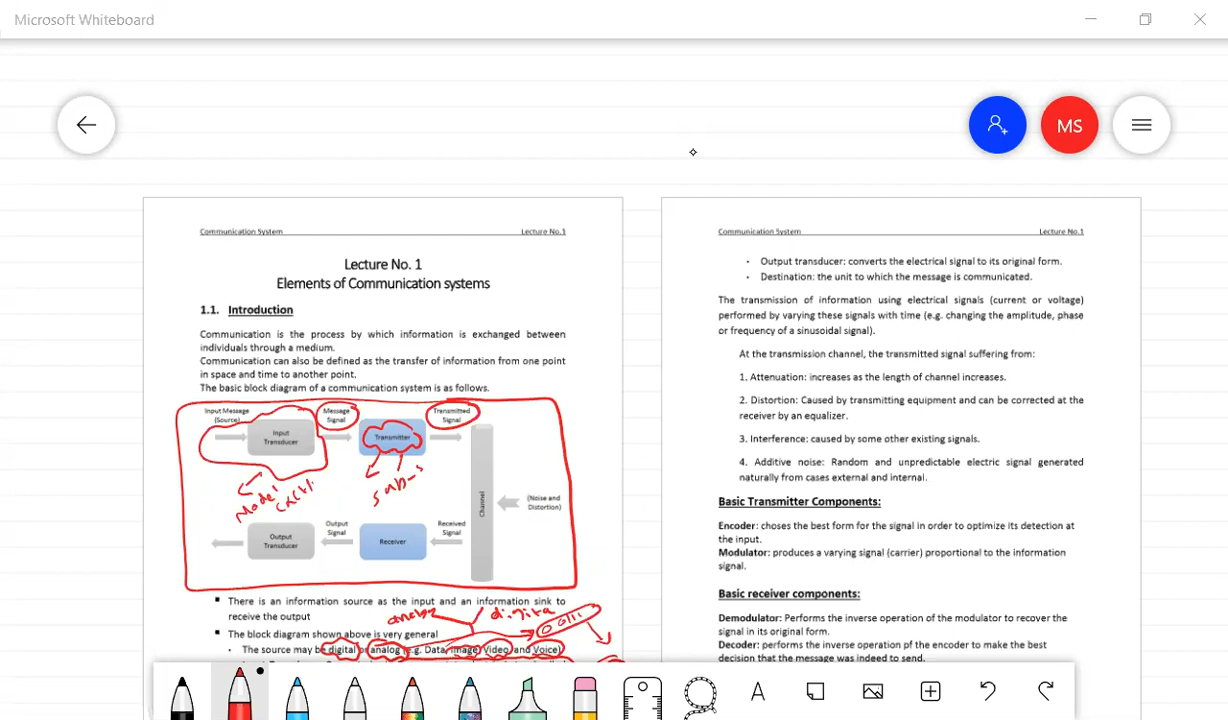 Microsoft Whiteboard
MS
Communication System Lecture No.1
Lecture No. 1
Elements of Communication systems
1.1. Introduction
Communication is the process by which information is exchanged between
individuals through a medium.
Communication can also be defined as the transfer of information from one point
in space and time to another point.
The basic block diagram of a communication system is as follows.
Input Message
(Source)
Input
Transducer
Message
Signal
Transmitter
Transmitted
Signal
Channel
(Noise and
Distortion)
Output
Transducer
Output
Signal
Receiver
Received
Signal
There is an information source as the input and an information sink to
receive the output
The block diagram shown above is very general
The source may be digital or analog (e.g. Data, Image, Video, and Voice)
analog
digita
Communication System Lecture No.1
Output transducer: converts the electrical signal to its original form.
Destination: the unit to which the message is communicated.
The transmission of information using electrical signals (current or voltage)
performed by varying these signals with time (e.g. changing the amplitude, phase
or frequency of a sinusoidal signal).
At the transmission channel, the transmitted signal suffering from:
1. Attenuation: increases as the length of channel increases.
2. Distortion: Caused by transmitting equipment and can be corrected at the
receiver by an equalizer.
3. Interference: caused by some other existing signals.
4. Additive noise: Random and unpredictable electric signal generated
naturally from cases external and internal.
Basic Transmitter Components:
Encoder: choses the best form for the signal in order to optimize its detection at
the input.
Modulator: produces a varying signal (carrier) proportional to the information
signal.
Basic receiver components:
Demodulator: Performs the inverse operation of the modulator to recover the
signal in its original form.
Decoder: performs the inverse operation pf the encoder to make the best
decision that the message was indeed to send.
A